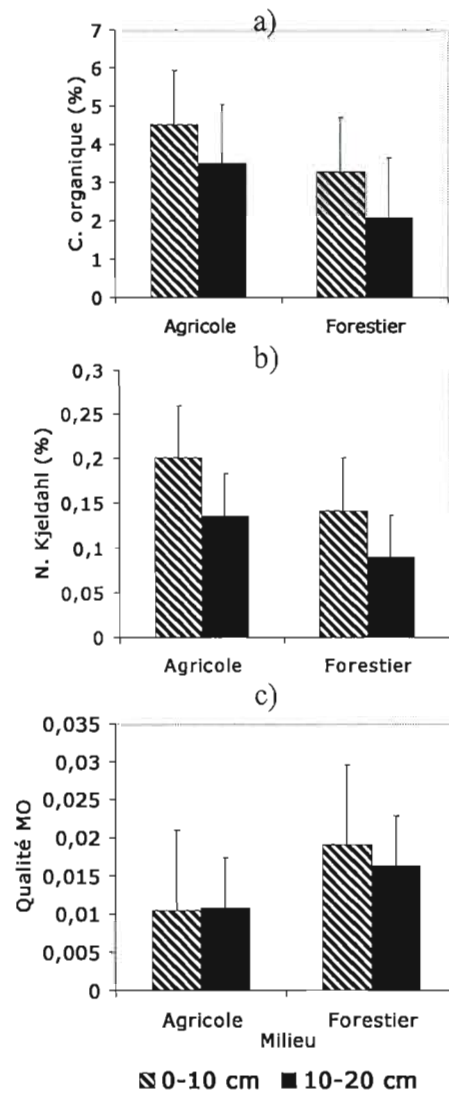 a)
7
6
5
4
3
2
1
0
C. organique (%)
Agricole Forestier
b)
0,3
0,25
0,2
0,15
0,1
0,05
0
N. Kjeldahl (%)
Agricole Forestier
c)
0,035
0,03
0,025
0,02
0,015
0,01
0,005
0
Qualité MO
Agricole Forestier
Milieu
0-10 cm 10-20 cm